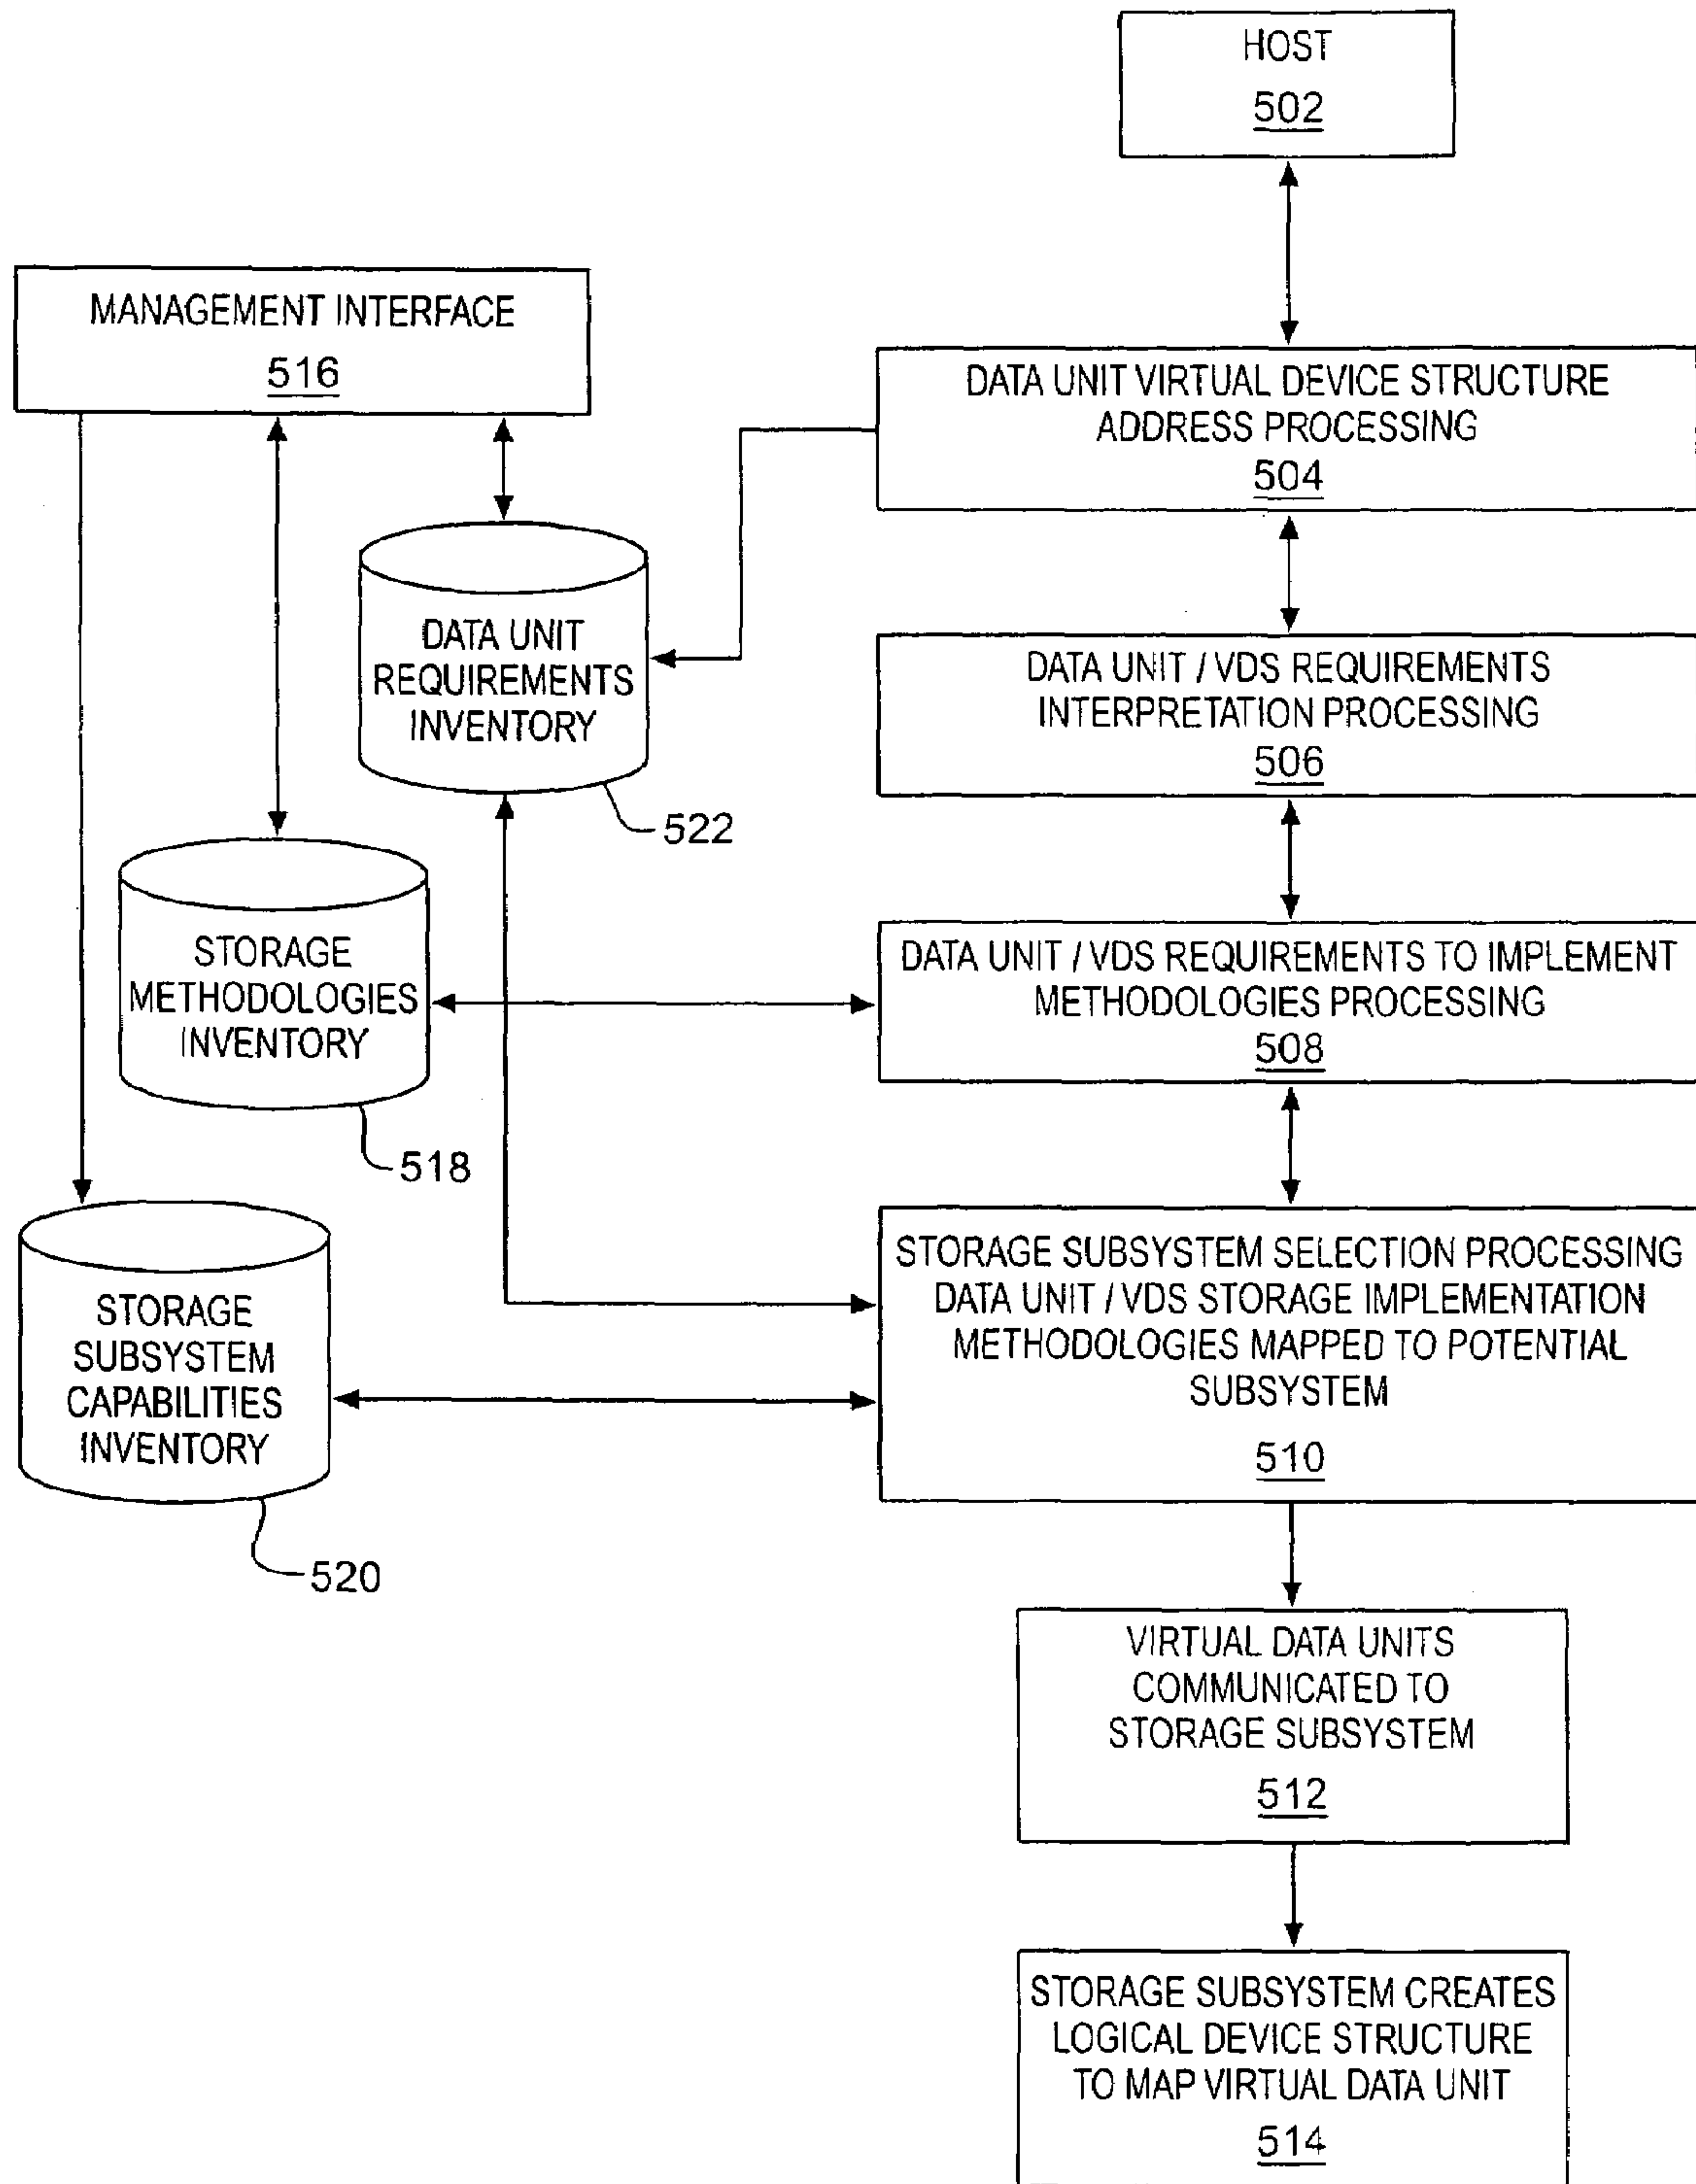 HOST
502
MANAGEMENT INTERFACE
516
DATA UNIT VIRTUAL DEVICE STRUCTURE
ADDRESS PROCESSING
504
DATA UNIT
REQUIREMENTS
INVENTORY
522
DATA UNIT / VDS REQUIREMENTS
INTERPRETATION PROCESSING
506
STORAGE
METHODOLOGIES
INVENTORY
518
DATA UNIT / VDS REQUIREMENTS TO IMPLEMENT
METHODOLOGIES PROCESSING
508
STORAGE
SUBSYSTEM
CAPABILITIES
INVENTORY
520
STORAGE SUBSYSTEM SELECTION PROCESSING
DATA UNIT / VDS STORAGE IMPLEMENTATION
METHODOLOGIES MAPPED TO POTENTIAL
SUBSYSTEM
510
VIRTUAL DATA UNITS
COMMUNICATED TO
STORAGE SUBSYSTEM
512
STORAGE SUBSYSTEM CREATES
LOGICAL DEVICE STRUCTURE
TO MAP VIRTUAL DATA UNIT
514